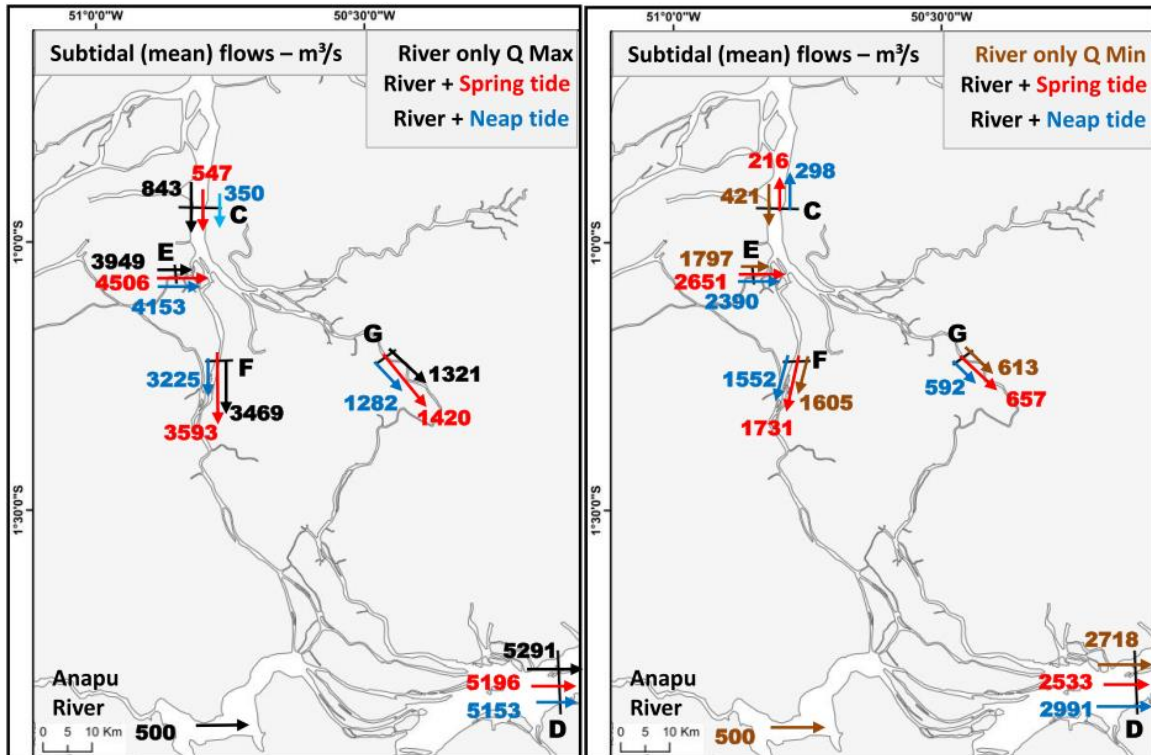 51°0'0"W 50°30'0"W
Subtidal (mean) flows – m³/s
River only Q Max
River + Spring tide
River + Neap tide
547
843
350
C
1°0'0"S
E
3949
4506
4153
G
F
3225
1321
1282
3469
1420
3593
1°30'0"S
5291
Anapu
River
5196
5153
500
D
0 5 10 Km
51°0'0"W 50°30'0"W
Subtidal (mean) flows – m³/s
River only Q Min
River + Spring tide
River + Neap tide
216
298
421
C
1°0'0"S
E
1797
2651
2390
G
F
1552
613
592
1605
657
1731
1°30'0"S
2718
Anapu
River
2533
2991
500
D
0 5 10 Km